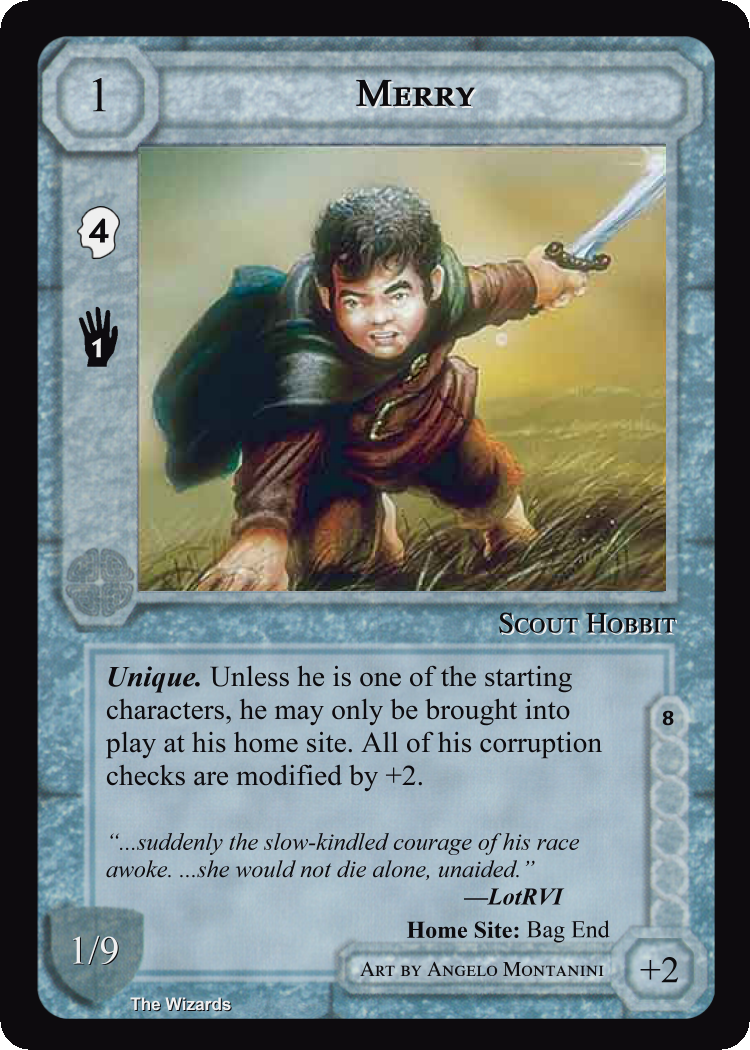 1
Merry
4
1
Scout Hobbit
Unique. Unless he is one of the starting
characters, he may only be brought into
play at his home site. All of his corruption
checks are modified by +2.
8
“...suddenly the slow-kindled courage of his race
awoke. ...she would not die alone, unaided.”
—LotRVI
Home Site: Bag End
1/9
Art by Angelo Montanini
+2
The Wizards